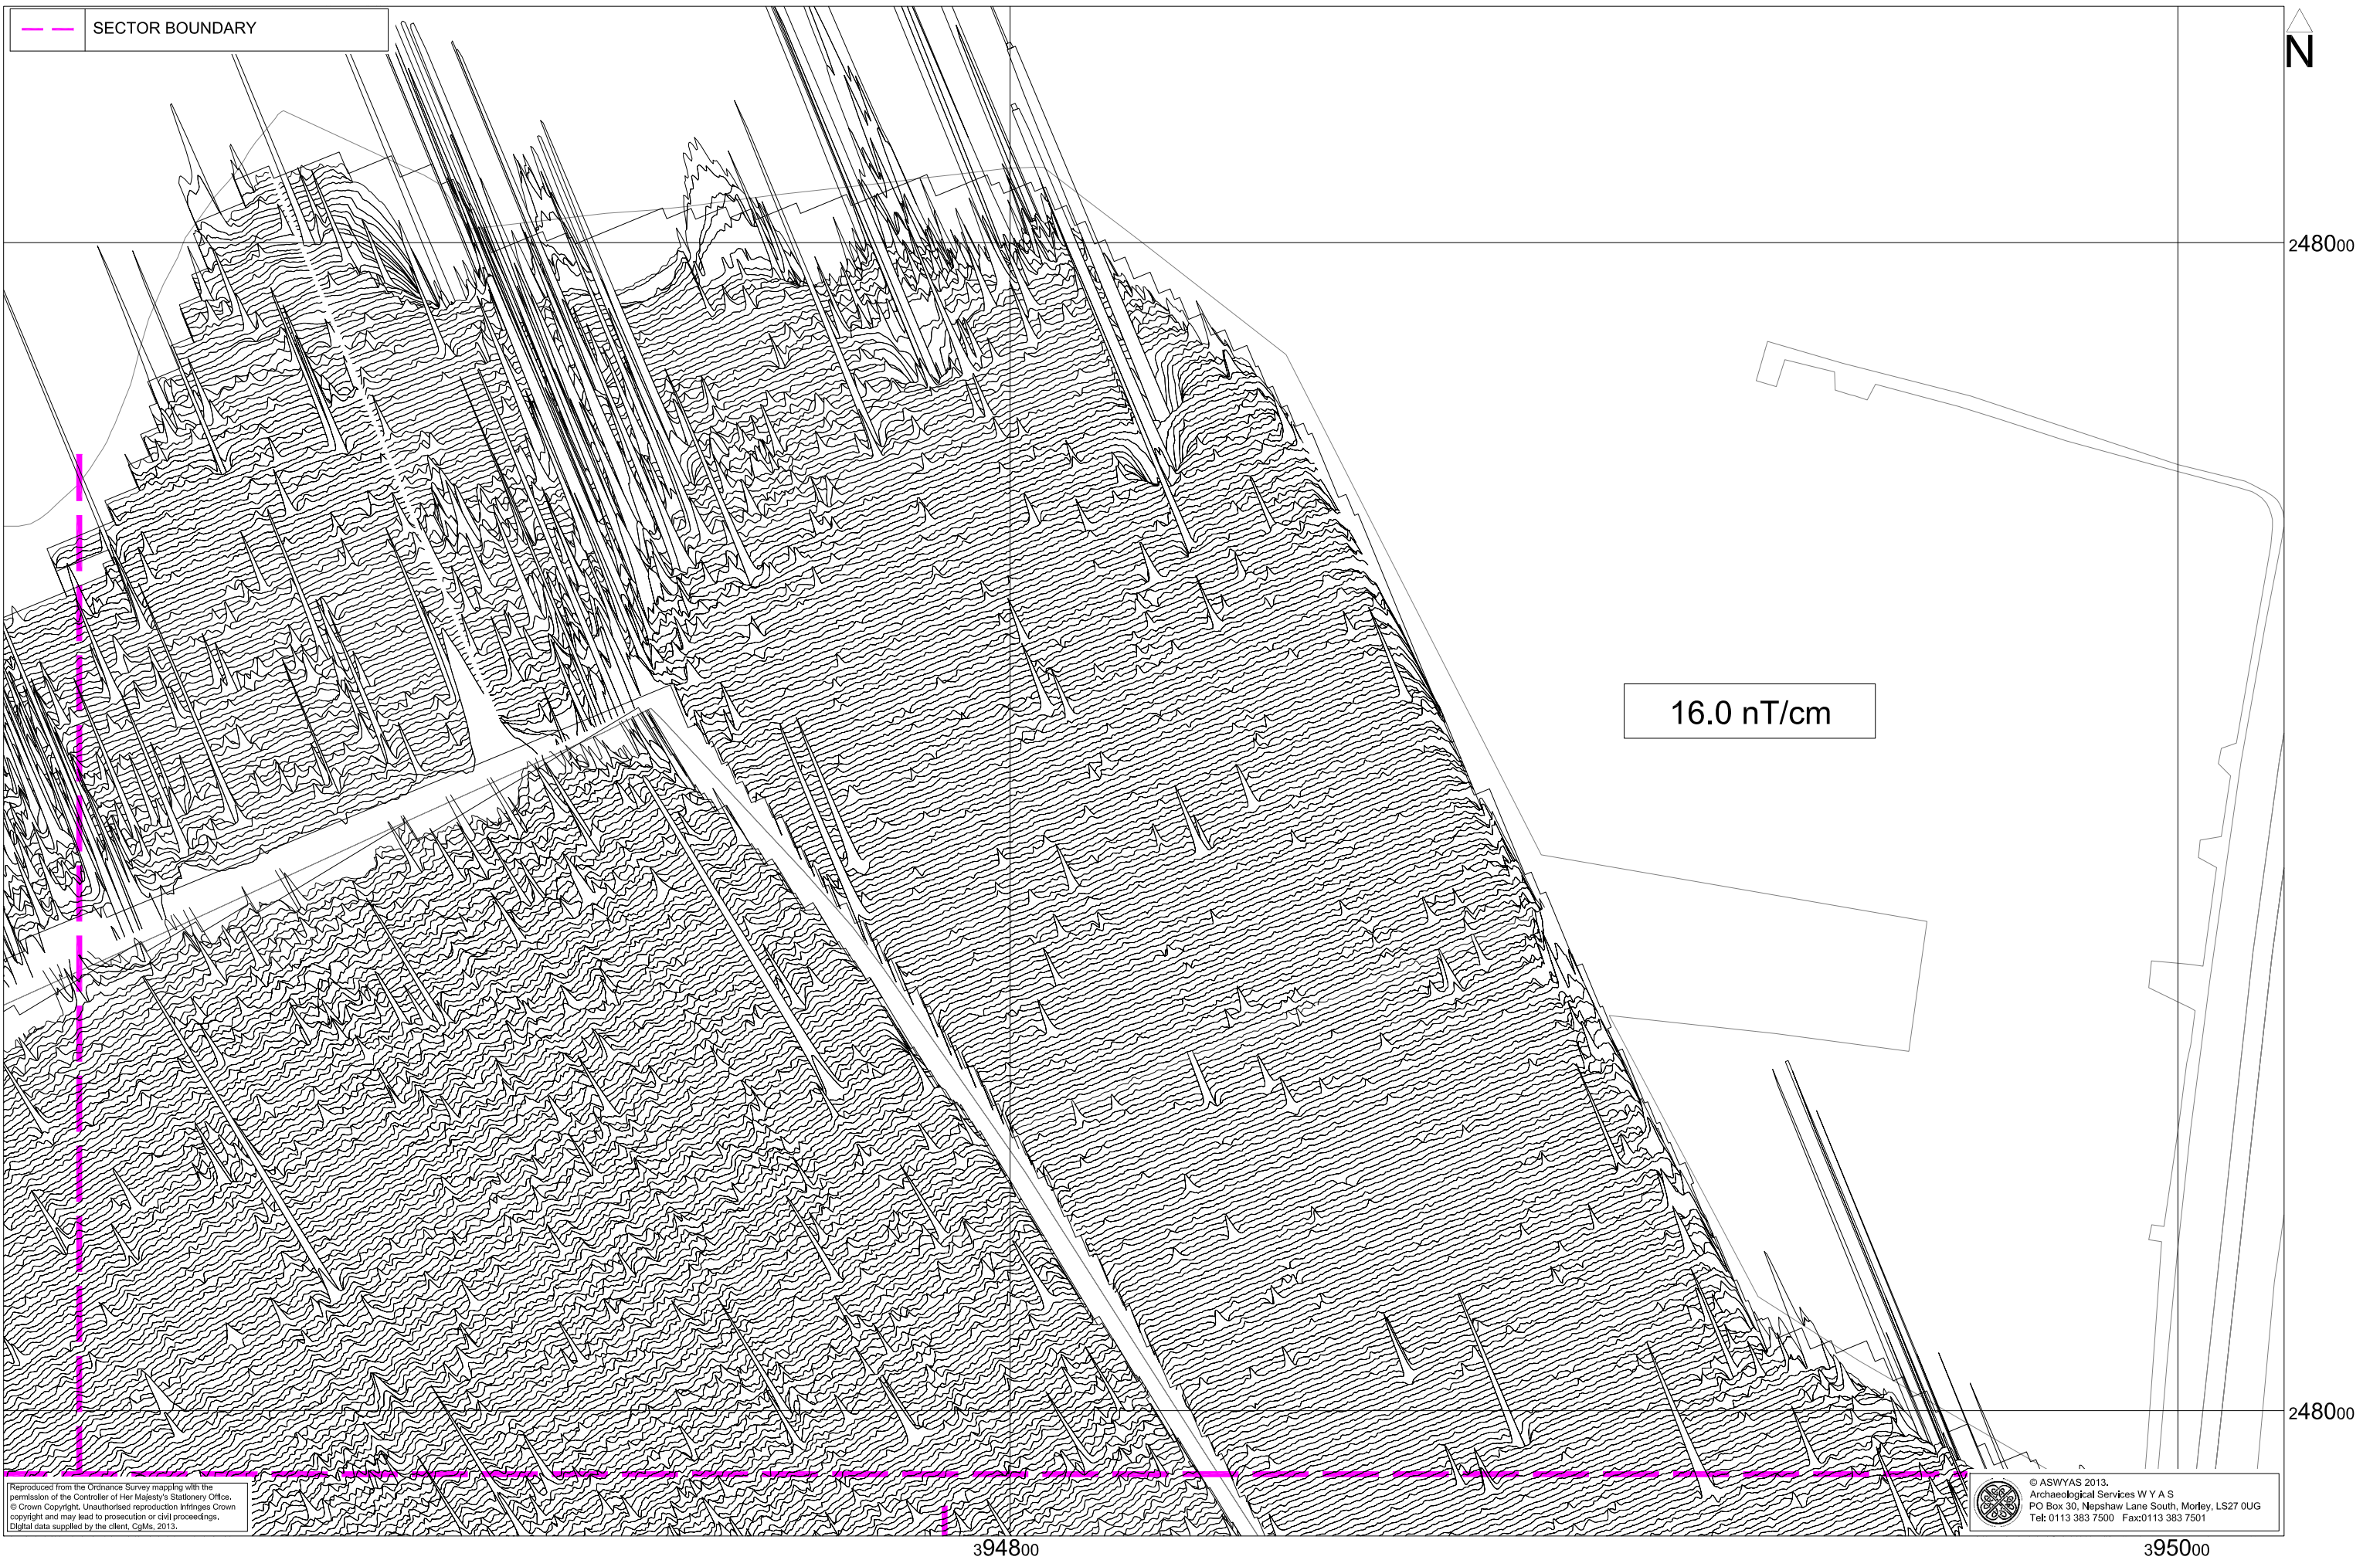 SECTOR BOUNDARY
N
248000
16.0 nT/cm
248000
Reproduced from the Ordnance Survey mapping with the
permission of the Controller of Her Majesty's Stationery Office.
© Crown Copyright. Unauthorised reproduction infringes Crown
copyright and may lead to prosecution or civil proceedings.
Digital data supplied by the client, CgMs, 2013.
© ASWYAS 2013.
Archaeological Services W Y A S
PO Box 30, Nepshaw Lane South, Morley, LS27 0UG
Tel: 0113 383 7500 Fax:0113 383 7501
394800
395000